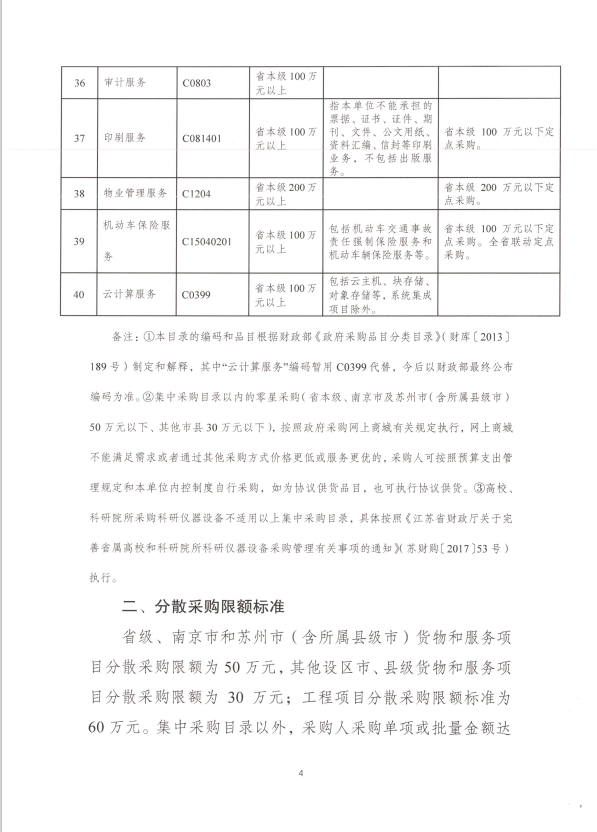 36 审计服务 C0803 省本级 100 万
元以上
37 印刷服务 C081401 省本级 100 万
元以上 指本单位不能承担的
票据、证书、证件、期
刊、文件、公文用纸、
资料汇编、信封等印刷
业务，不包括出版服
务。 省本级 100 万元以下定
点采购。
38 物业管理服务 C1204 省本级 200 万
元以上 省本级 200 万元以下定
点采购。
39 机动车保险服
务 C15040201 省本级 100 万
元以上 包括机动车交通事故
责任强制保险服务和
机动车辆保险服务等。 省本级 100 万元以下定
点采购。全省联动定点
采购。
40 云计算服务 C0399 省本级 100 万
元以上 包括云主机、块存储、
对象存储等，系统集成
项目除外。
备注：①本目录的编码和品目根据财政部《政府采购品目分类目录》（财库〔2013〕
189 号）制定和解释，其中“云计算服务”编码暂用 C0399 代替，今后以财政部最终公布
编码为准。②集中采购目录以内的零星采购（省本级、南京市及苏州市（含所属县级市）
50 万元以下、其他市县 30 万元以下），按照政府采购网上商城有关规定执行，网上商城
不能满足需求或者通过其他采购方式价格更低或服务更优的，采购人可按照预算支出管
理规定和本单位内控制度自行采购，如为协议供货品目，也可执行协议供货。③高校、
科研院所采购科研仪器设备不适用以上集中采购目录，具体按照《江苏省财政厅关于完
善省属高校和科研院所科研仪器设备采购管理有关事项的通知》（苏财购〔2017〕53 号）
执行。
二、分散采购限额标准
省级、南京市和苏州市（含所属县级市）货物和服务项
目分散采购限额为 50 万元，其他设区市、县级货物和服务项
目分散采购限额为 30 万元；工程项目分散采购限额标准为
60 万元。集中采购目录以外，采购人采购单项或批量金额达
4